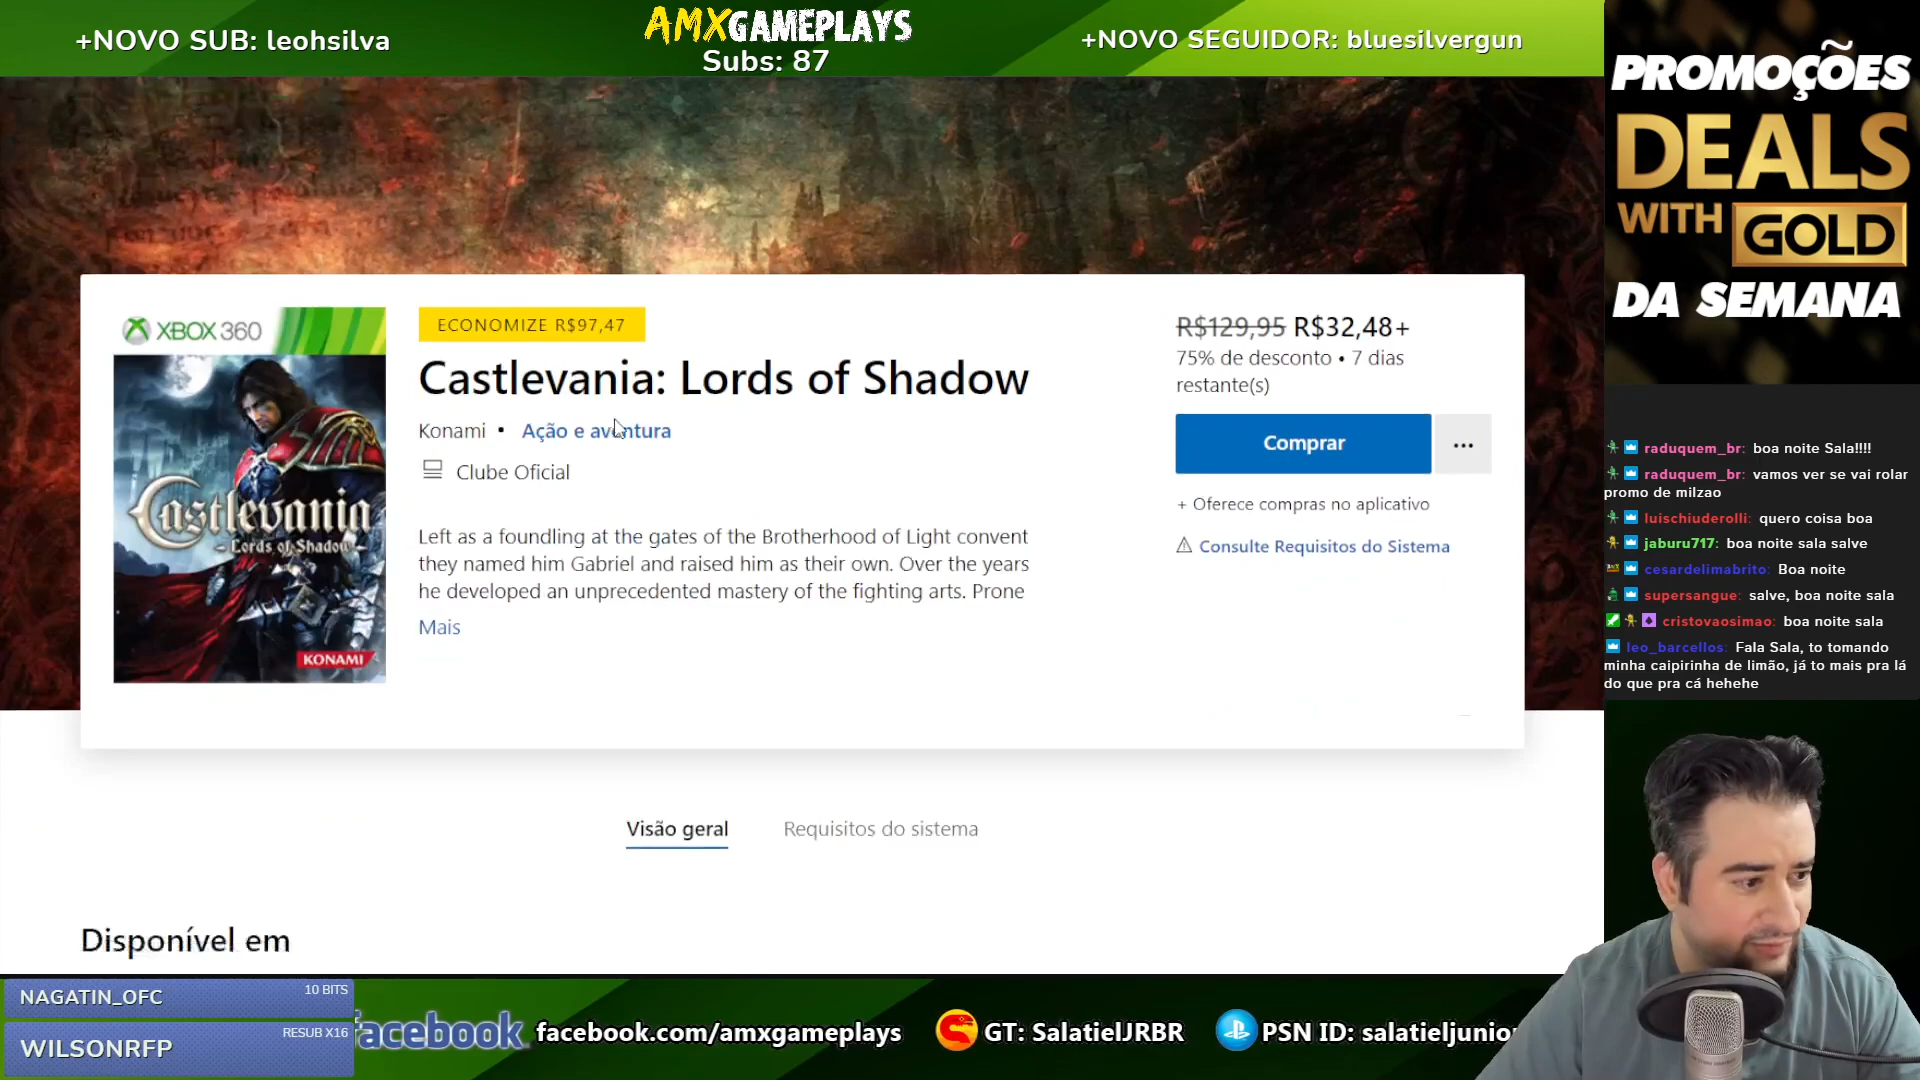 +NOVO SUB: leohsilva
AMXGAMEPLAYS
Subs: 87
+NOVO SEGUIDOR: bluesilvergun
PROMOÇÕES
DEALS
WITH GOLD
DA SEMANA
XBOX 360
Castlevania
Lords of Shadow
KONAMI
ECONOMIZE R$97,47
Castlevania: Lords of Shadow
Konami • Ação e aventura
Clube Oficial
Left as a foundling at the gates of the Brotherhood of Light convent
they named him Gabriel and raised him as their own. Over the years
he developed an unprecedented mastery of the fighting arts. Prone
Mais
R$129,95 R$32,48+
75% de desconto • 7 dias
restante(s)
Comprar
...
+ Oferece compras no aplicativo
Consulte Requisitos do Sistema
Visão geral
Requisitos do sistema
Disponível em
raduquem_br: boa noite Sala!!!!
raduquem_br: vamos ver se vai rolar
promo de milzao
luischiuderolli: quero coisa boa
jaburu717: boa noite sala salve
cesardelimabrito: Boa noite
supersangue: salve, boa noite sala
cristovaosimao: boa noite sala
leo_barcellos: Fala Sala, to tomando
minha caipirinha de limão, já to mais pra lá
do que pra cá hehehe
NAGATIN_OFC
10 BITS
WILSONRFP
RESUB X16
facebook
facebook.com/amxgameplays
GT: SalatielJRBR
PSN ID: salatieljunio